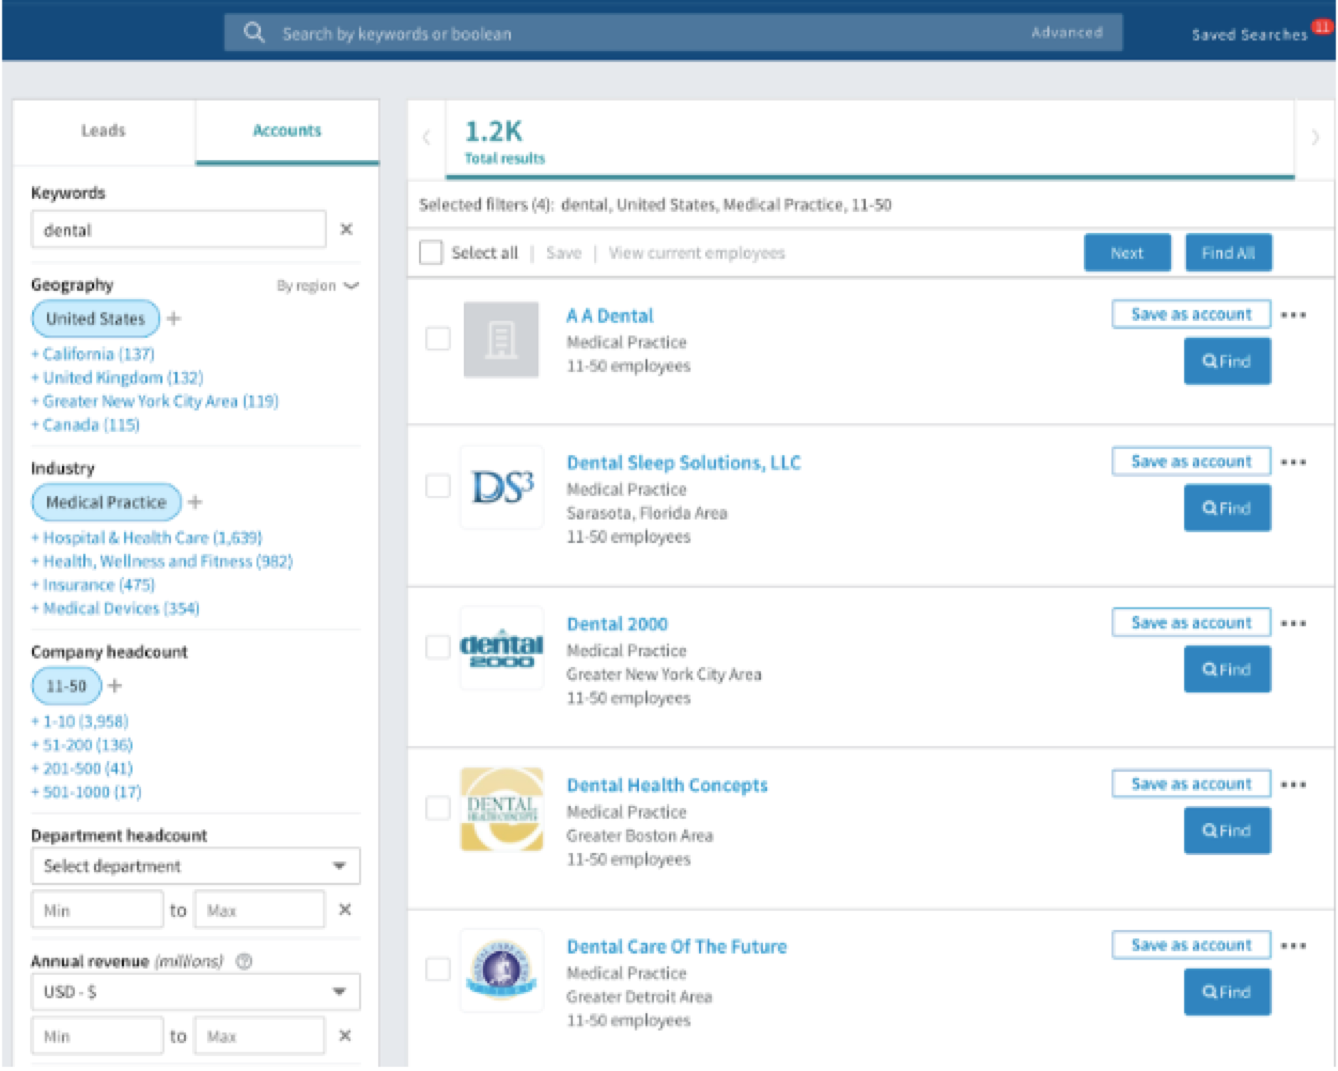 Search by keywords or boolean
Advanced
Saved Searches
11
Leads
Accounts
Keywords
dental
Geography
By region
United States
+ California (137)
+ United Kingdom (132)
+ Greater New York City Area (119)
+ Canada (115)
Industry
Medical Practice
+ Hospital & Health Care (1,639)
+ Health, Wellness and Fitness (982)
+ Insurance (475)
+ Medical Devices (354)
Company headcount
11-50
+ 1-10 (3,958)
+ 51-200 (136)
+ 201-500 (41)
+ 501-1000 (17)
Department headcount
Select department
Min to Max
Annual revenue (millions)
USD - $
Min to Max
1.2K
Total results
Selected filters (4): dental, United States, Medical Practice, 11-50
Select all | Save | View current employees
Next
Find All
A A Dental
Medical Practice
11-50 employees
Save as account
Find
DS3
Dental Sleep Solutions, LLC
Medical Practice
Sarasota, Florida Area
11-50 employees
Save as account
Find
dental
2000
Dental 2000
Medical Practice
Greater New York City Area
11-50 employees
Save as account
Find
DENTAL
HEALTH CONCEPTS
Dental Health Concepts
Medical Practice
Greater Boston Area
11-50 employees
Save as account
Find
Dental Care Of The Future
Medical Practice
Greater Detroit Area
11-50 employees
Save as account
Find